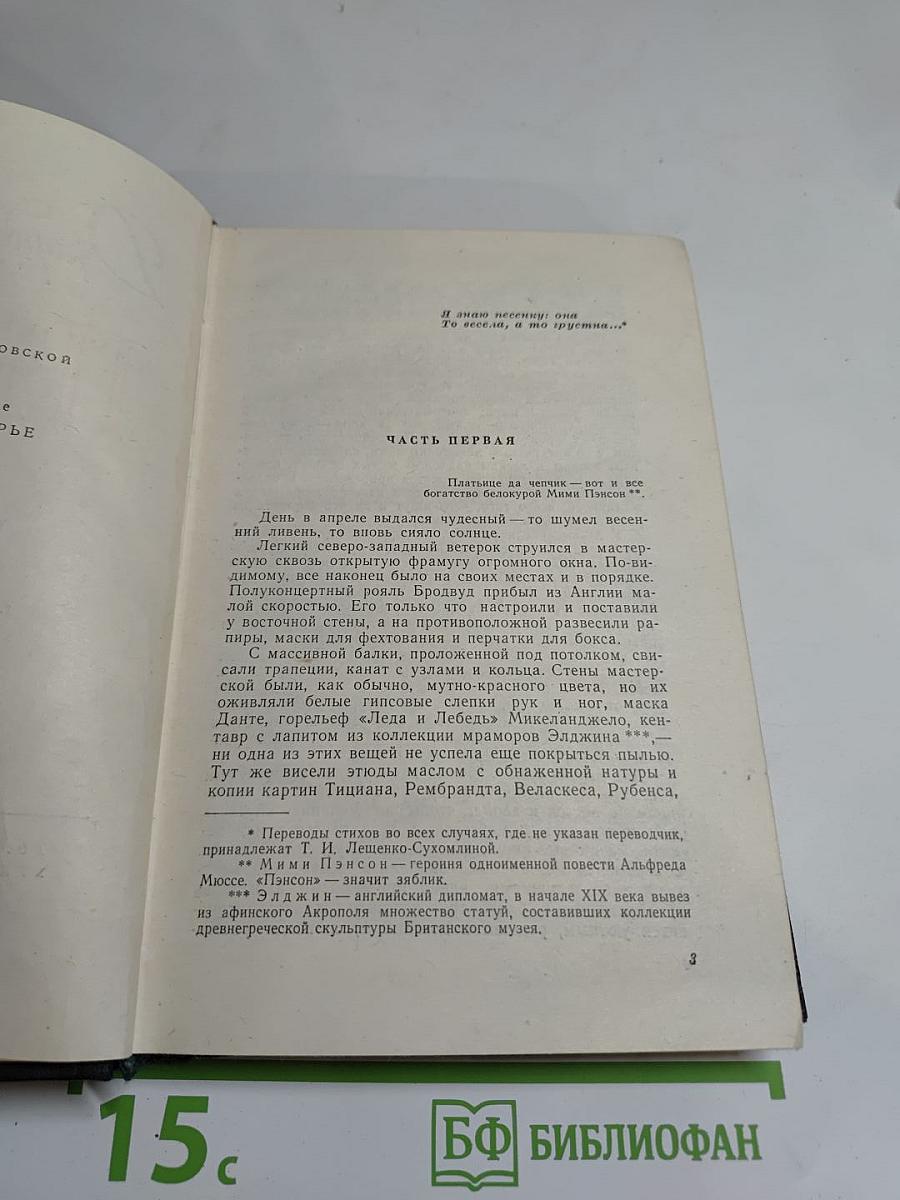 ОВСКОЙ
е
РЬЕ
Я знаю песенку: она
То весела, а то грустна...*
ЧАСТЬ ПЕРВАЯ
Платьице да чепчик — вот и все
богатство белокурой Мими Пэнсон **.
День в апреле выдался чудесный — то шумел весен-
ний ливень, то вновь сияло солнце.
Легкий северо-западный ветерок струился в мастер-
скую сквозь открытую фрамугу огромного окна. По-ви-
димому, все наконец было на своих местах и в порядке.
Полуконцертный рояль Бродвуд прибыл из Англии ма-
лой скоростью. Его только что настроили и поставили
у восточной стены, а на противоположной развесили ра-
пиры, маски для фехтования и перчатки для бокса.
С массивной балки, проложенной под потолком, сви-
сали трапеции, канат с узлами и кольца. Стены мастер-
ской были, как обычно, мутно-красного цвета, но их
оживляли белые гипсовые слепки рук и ног, маска
Данте, горельеф «Леда и Лебедь» Микеланджело, кен-
тавр с лапитом из коллекции мраморов Элджина ***,—
ни одна из этих вещей не успела еще покрыться пылью.
Тут же висели этюды маслом с обнаженной натуры и
копии картин Тициана, Рембрандта, Веласкеса, Рубенса,
* Переводы стихов во всех случаях, где не указан переводчик,
принадлежат Т. И. Лещенко-Сухомлиной.
** Мими Пэнсон — героиня одноименной повести Альфреда
Мюссе. «Пэнсон» — значит зяблик.
*** Элджин — английский дипломат, в начале XIX века вывез
из афинского Акрополя множество статуй, составивших коллекции
древнегреческой скульптуры Британского музея.
3
15 с
БФ БИБЛИОФАН